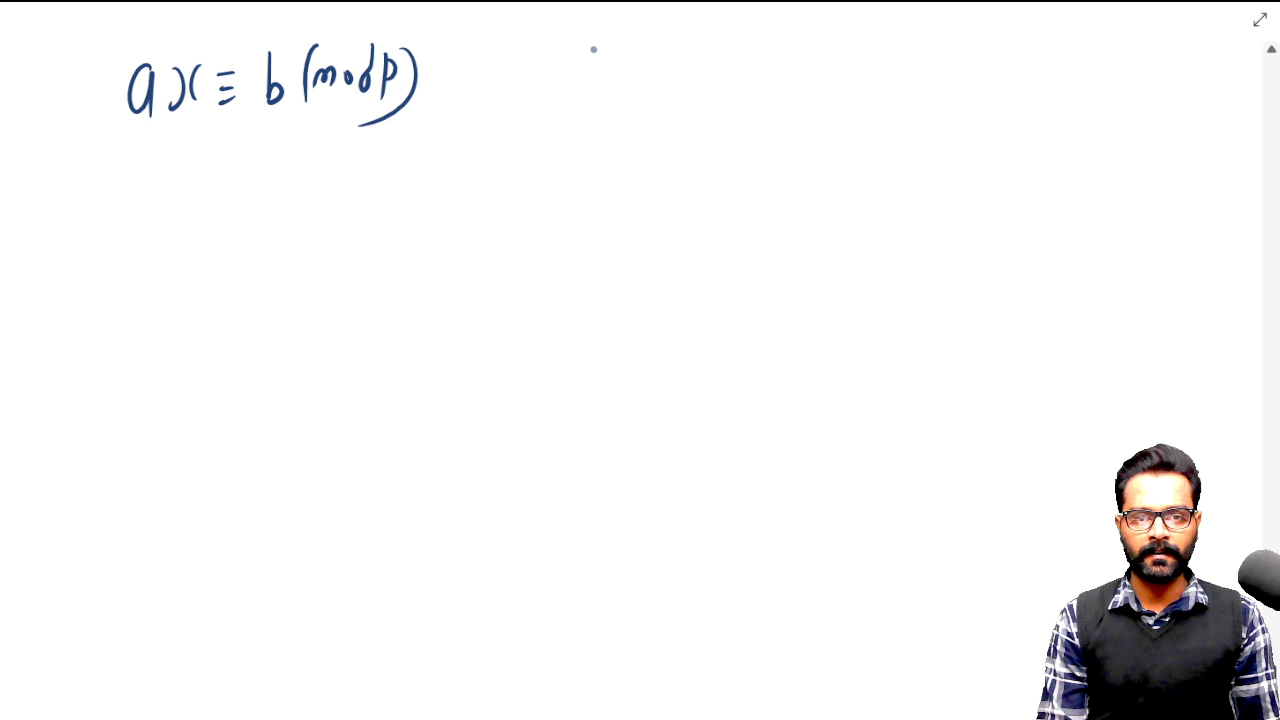 ax ≡ b (mod p)